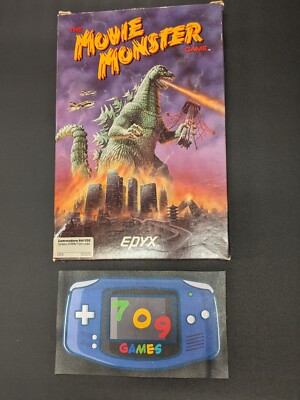 THE
MOVIE
MONSTER
GAME
EPYX
Commodore 64/128
709
GAMES